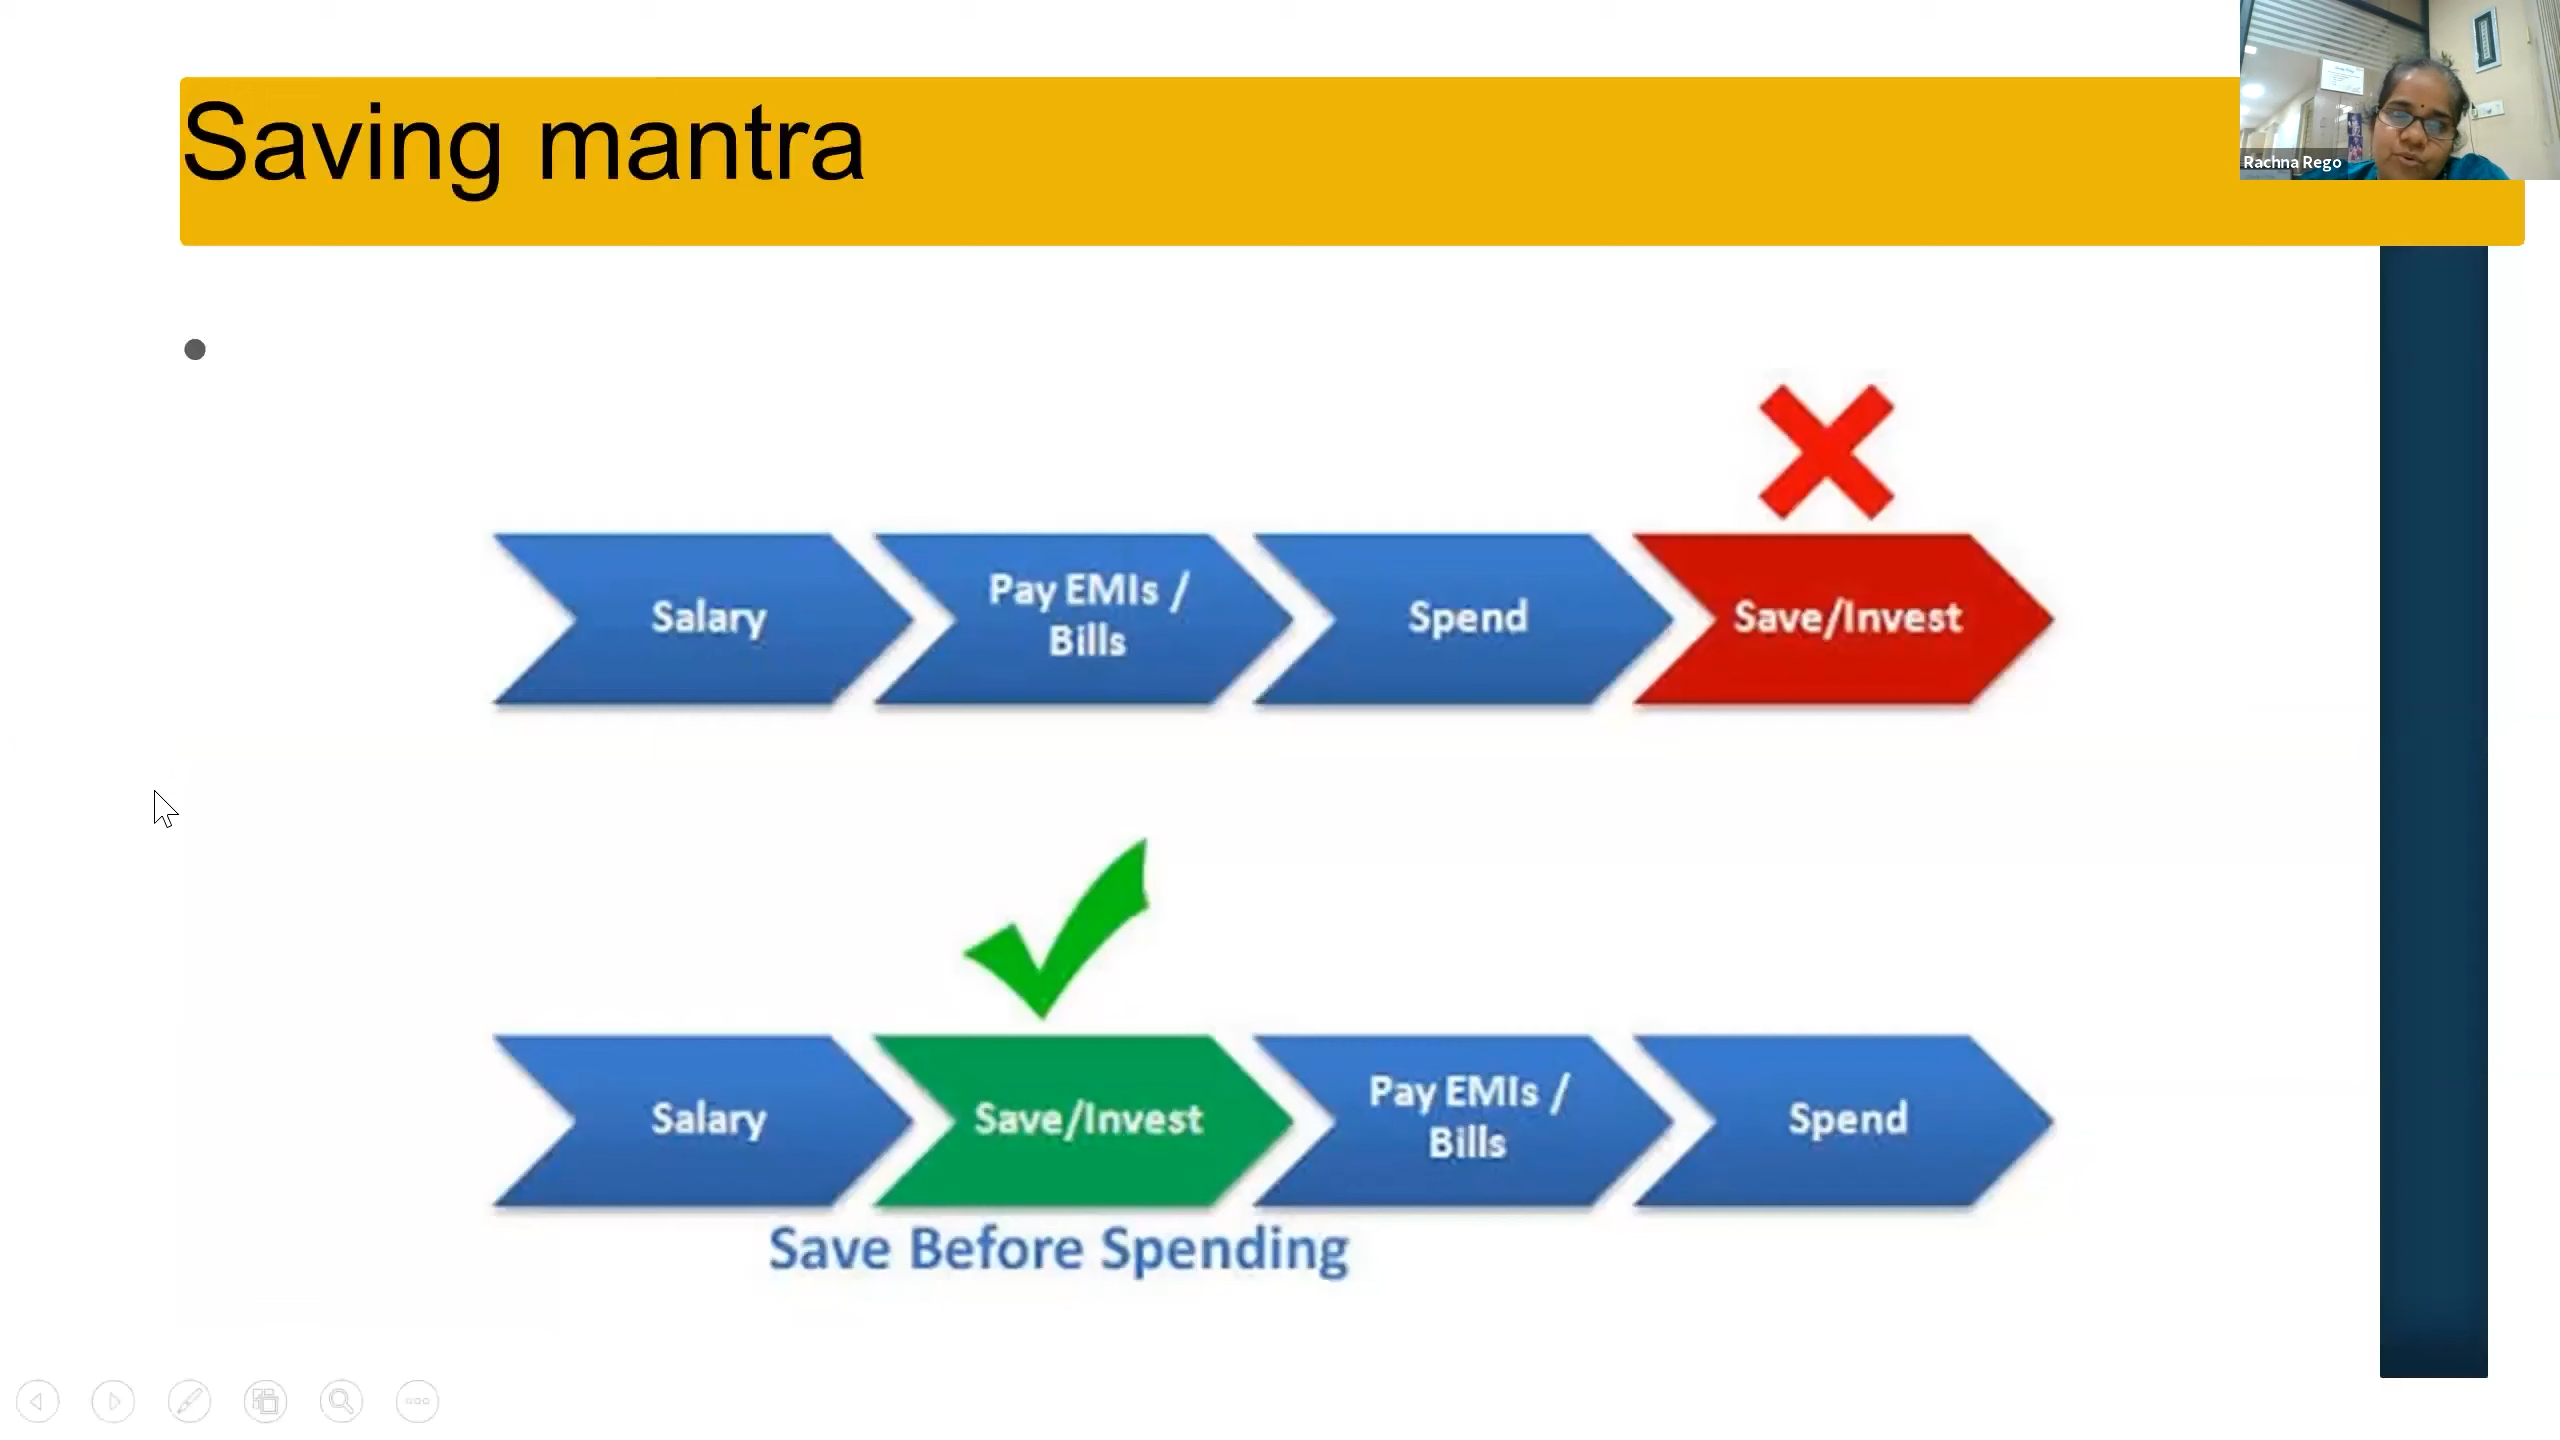 Saving mantra
Rachna Rego
Salary
Pay EMIs /
Bills
Spend
Save/Invest
Salary
Save/Invest
Pay EMIs /
Bills
Spend
Save Before Spending